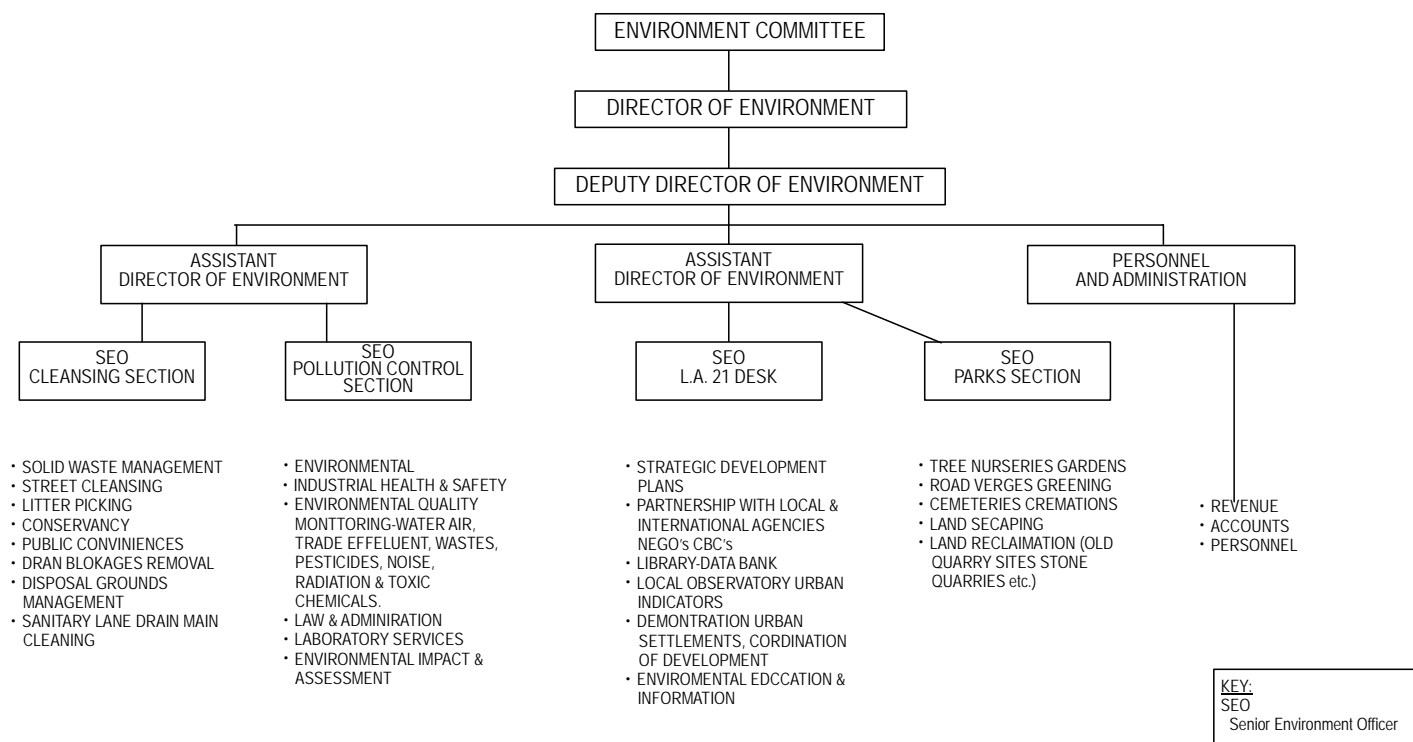 ENVIRONMENT COMMITTEE
DIRECTOR OF ENVIRONMENT
DEPUTY DIRECTOR OF ENVIRONMENT
ASSISTANT
DIRECTOR OF ENVIRONMENT
ASSISTANT
DIRECTOR OF ENVIRONMENT
PERSONNEL
AND ADMINISTRATION
SEO
CLEANSING SECTION
SEO
POLLUTION CONTROL
SECTION
SEO
L.A. 21 DESK
SEO
PARKS SECTION
• SOLID WASTE MANAGEMENT
• STREET CLEANSING
• LITTER PICKING
• CONSERVANCY
• PUBLIC CONVINIENCES
• DRAN BLOKAGES REMOVAL
• DISPOSAL GROUNDS
MANAGEMENT
• SANITARY LANE DRAIN MAIN
CLEANING
• ENVIRONMENTAL
• INDUSTRIAL HEALTH & SAFETY
• ENVIRONMENTAL QUALITY
MONTTORING-WATER AIR,
TRADE EFFELUENT, WASTES,
PESTICIDES, NOISE,
RADIATION & TOXIC
CHEMICALS.
• LAW & ADMINIRATION
• LABORATORY SERVICES
• ENVIRONMENTAL IMPACT &
ASSESSMENT
• STRATEGIC DEVELOPMENT
PLANS
• PARTNERSHIP WITH LOCAL &
INTERNATIONAL AGENCIES
NEGO's CBC's
• LIBRARY-DATA BANK
• LOCAL OBSERVATORY URBAN
INDICATORS
• DEMONTRATION URBAN
SETTLEMENTS, CORDINATION
OF DEVELOPMENT
• ENVIROMENTAL EDCCATION &
INFORMATION
• TREE NURSERIES GARDENS
• ROAD VERGES GREENING
• CEMETERIES CREMATIONS
• LAND SECAPING
• LAND RECLAIMATION (OLD
QUARRY SITES STONE
QUARRIES etc.)
• REVENUE
• ACCOUNTS
• PERSONNEL
KEY:
SEO
Senior Environment Officer